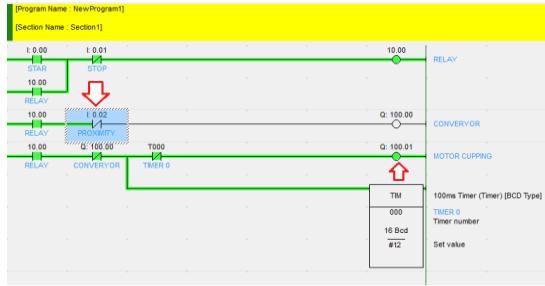 [Program Name : NewProgram1]
[Section Name : Section1]
I: 0.00 I: 0.01 10.00
STAR STOP RELAY
10.00
RELAY
10.00 I: 0.02 Q: 100.00
RELAY PROXIMITY CONVERYOR
10.00 Q: 100.00 T000 Q: 100.01
RELAY CONVERYOR TIMER 0 MOTOR CUPPING
TIM 100ms Timer (Timer) [BCD Type]
000 TIMER 0
Timer number
16 Bcd
#12 Set value